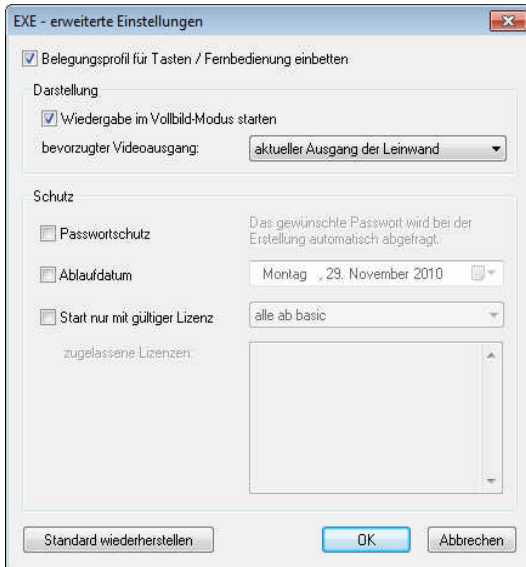 EXE - erweiterte Einstellungen
Belegungsprofil für Tasten / Fernbedienung einbetten
Darstellung
Wiedergabe im Vollbild-Modus starten
bevorzugter Videoausgang: aktueller Ausgang der Leinwand
Schutz
Passwortschutz
Das gewünschte Passwort wird bei der
Erstellung automatisch abgefragt.
Ablaufdatum Montag , 29. November 2010
Start nur mit gültiger Lizenz alle ab basic
zugelassene Lizenzen:
Standard wiederherstellen OK Abbrechen